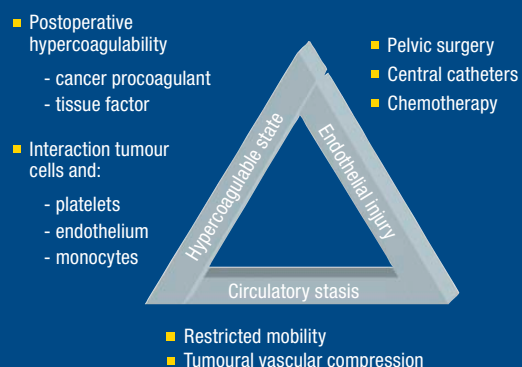 ■ Postoperative
hypercoagulability
- cancer procoagulant
- tissue factor
■ Interaction tumour
cells and:
- platelets
- endothelium
- monocytes
■ Pelvic surgery
■ Central catheters
■ Chemotherapy
Hypercoagulable state
Endothelial injury
Circulatory stasis
■ Restricted mobility
■ Tumoural vascular compression